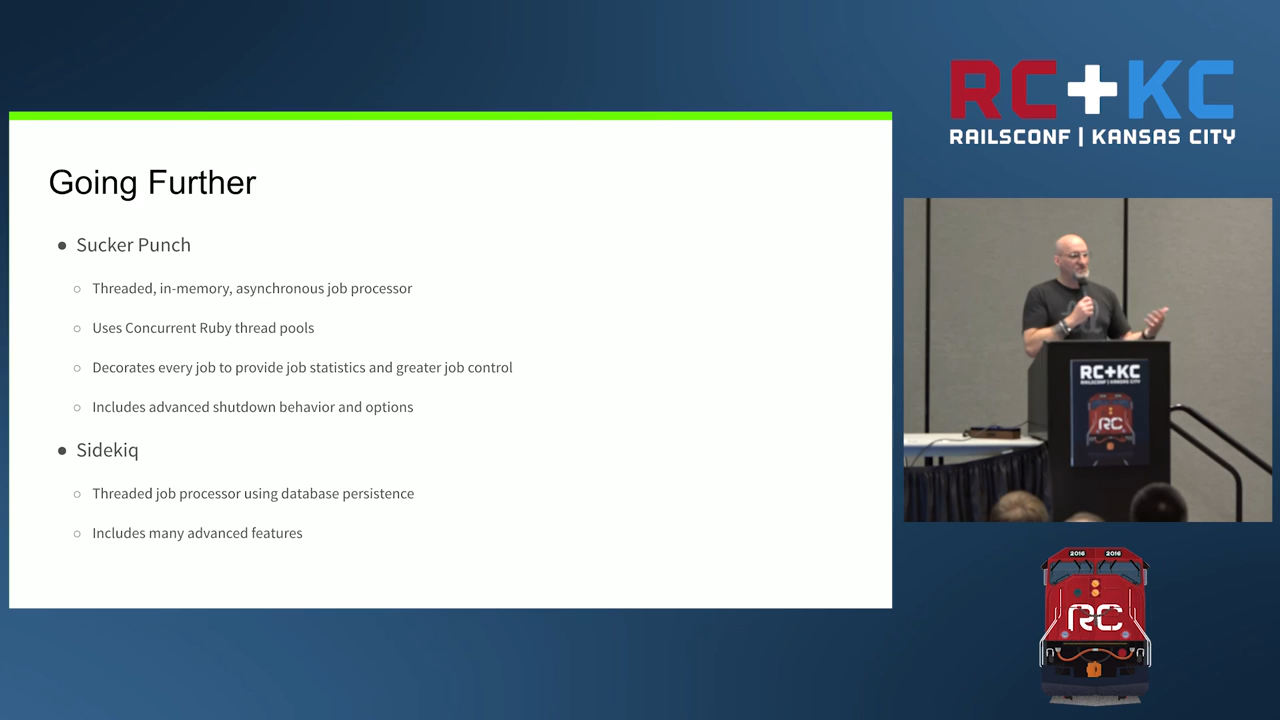 Going Further
● Sucker Punch
○ Threaded, in-memory, asynchronous job processor
○ Uses Concurrent Ruby thread pools
○ Decorates every job to provide job statistics and greater job control
○ Includes advanced shutdown behavior and options
● Sidekiq
○ Threaded job processor using database persistence
○ Includes many advanced features
RC+KC
RAILSCONF | KANSAS CITY
RC+KC
RAILSCONF | KANSAS CITY
RC
2016 2016
RC